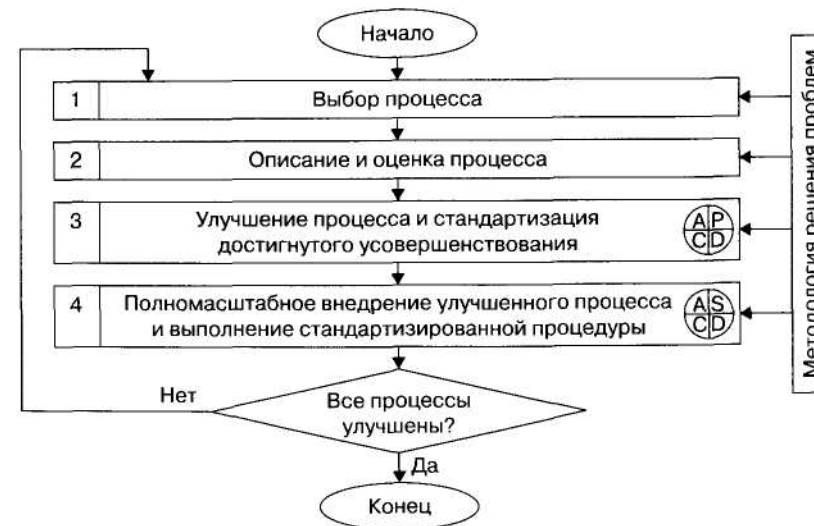 Начало
1 Выбор процесса
2 Описание и оценка процесса
3 Улучшение процесса и стандартизация
достигнутого усовершенствования
A P
C D
4 Полномасштабное внедрение улучшенного процесса
и выполнение стандартизированной процедуры
A S
C D
Методология решения проблем
Все процессы
улучшены?
Нет
Да
Конец